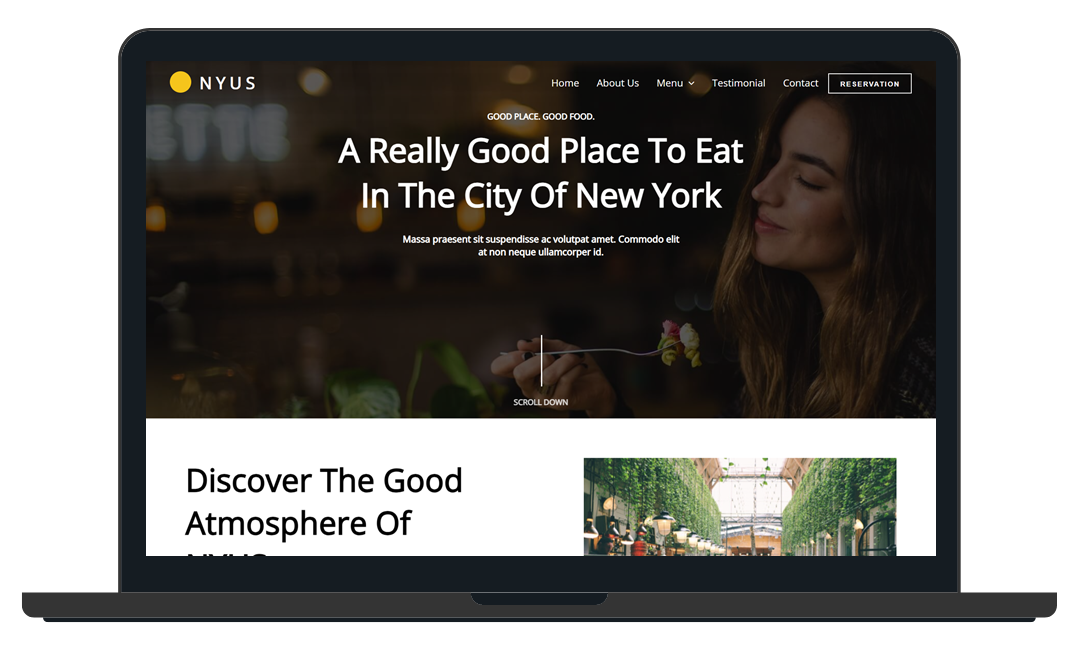 NYUS
Home About Us Menu Testimonial Contact RESERVATION
GOOD PLACE. GOOD FOOD.
A Really Good Place To Eat
In The City Of New York
Massa praesent sit suspendisse ac volutpat amet. Commodo elit
at non neque ullamcorper id.
SCROLL DOWN
Discover The Good
Atmosphere Of